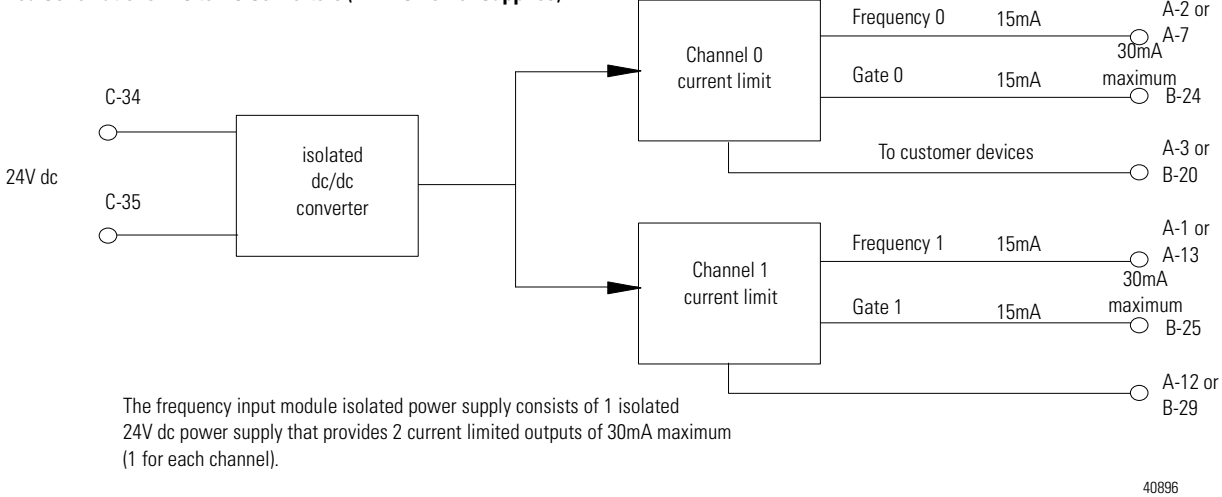 Frequency 0 15mA A-2 or
A-7
30mA
maximum
Channel 0
current limit
Gate 0 15mA
B-24
To customer devices A-3 or
B-20
C-34
24V dc
C-35
isolated
dc/dc
converter
Frequency 1 15mA A-1 or
A-13
30mA
maximum
Channel 1
current limit
Gate 1 15mA
B-25
A-12 or
B-29
The frequency input module isolated power supply consists of 1 isolated
24V dc power supply that provides 2 current limited outputs of 30mA maximum
(1 for each channel).
40896